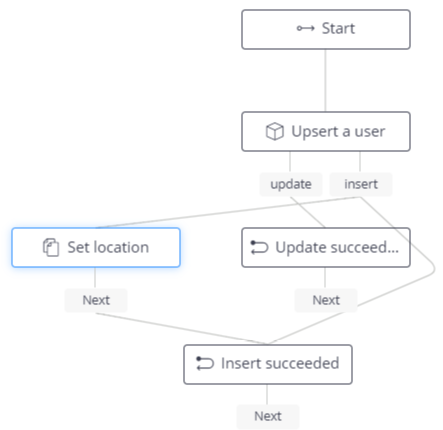 Start
Upsert a user
update
insert
Set location
Update succeed...
Next
Next
Insert succeeded
Next